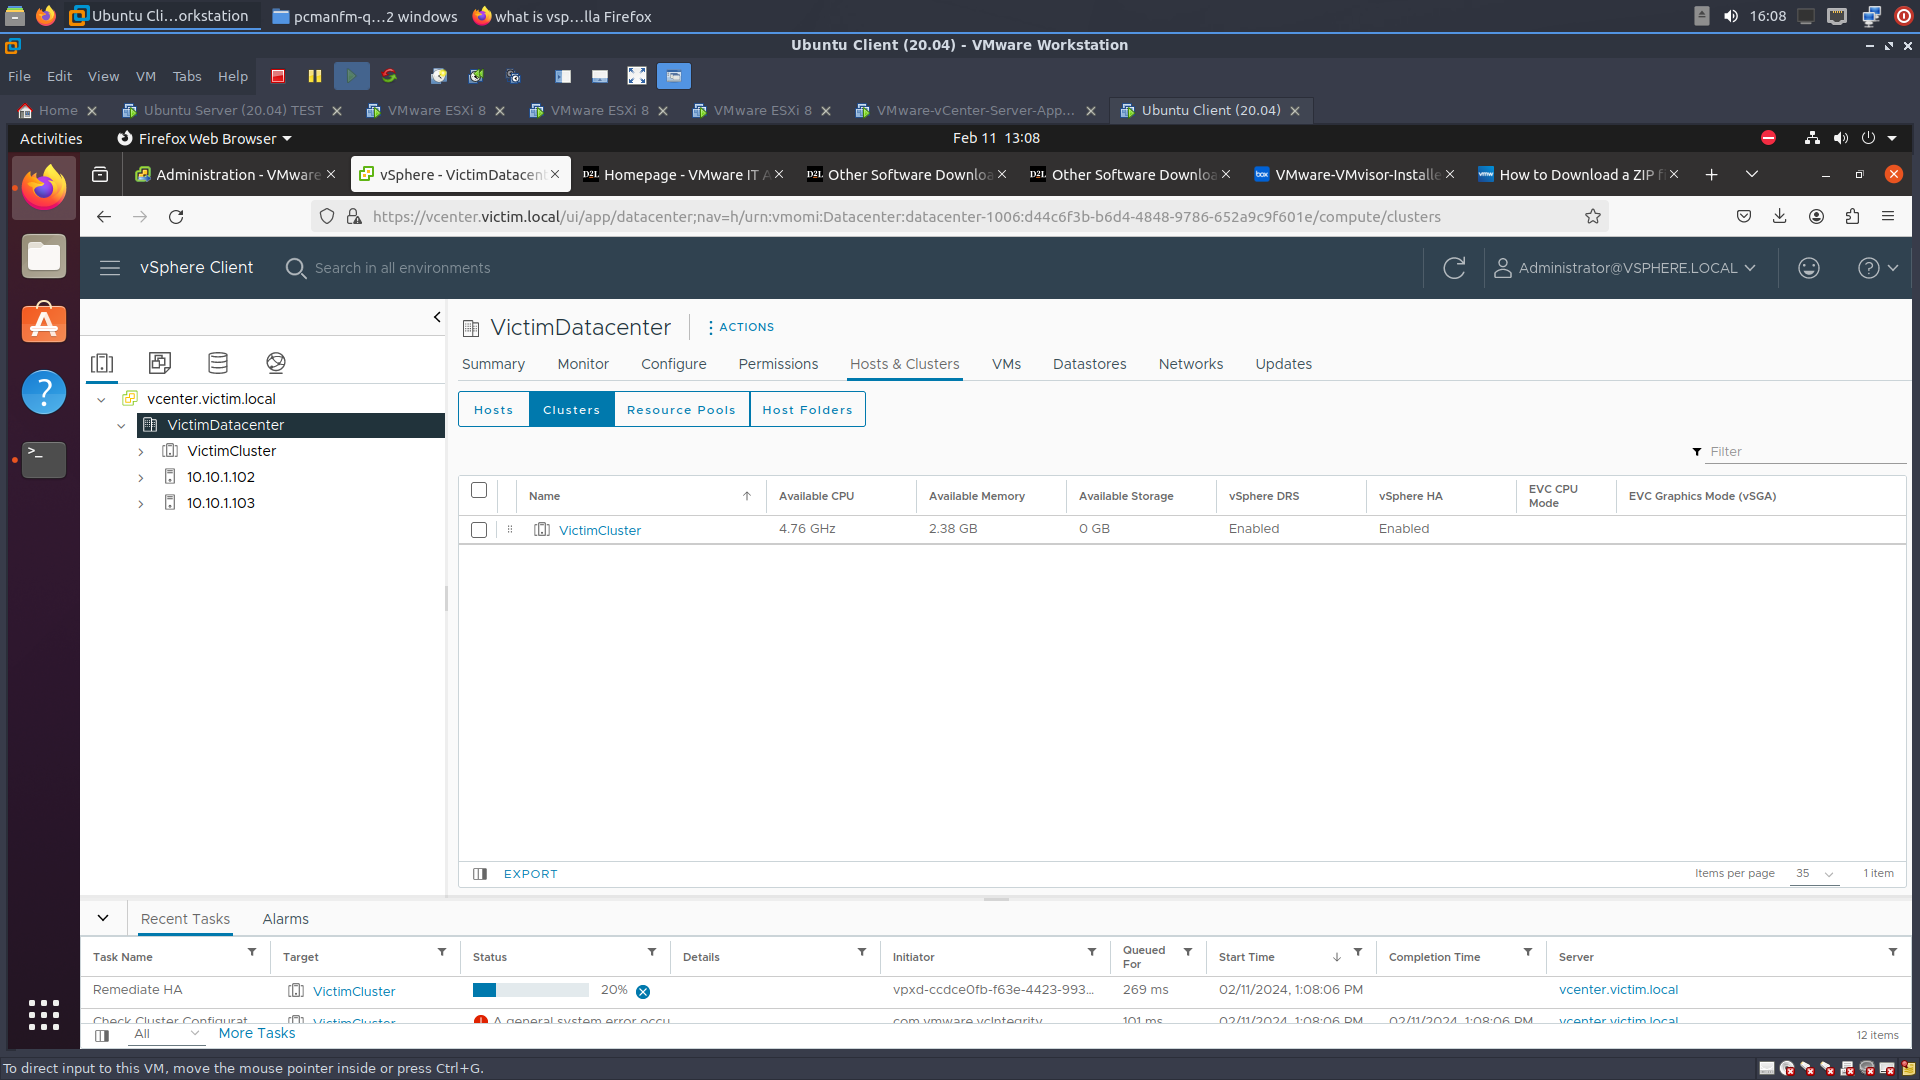 Ubuntu Cli...orkstation
pcmanfm-q...2 windows
what is vsp...lla Firefox
16:08
Ubuntu Client (20.04) - VMware Workstation
File Edit View VM Tabs Help
Home
Ubuntu Server (20.04) TEST
VMware ESXi 8
VMware ESXi 8
VMware ESXi 8
VMware-vCenter-Server-App...
Ubuntu Client (20.04)
Activities
Firefox Web Browser
Feb 11 13:08
Administration - VMware
vSphere - VictimDatacent
D2L Homepage - VMware IT A
D2L Other Software Downloa
D2L Other Software Downloa
box VMware-VMvisor-Installe
vmw How to Download a ZIP fi
https://vcenter.victim.local/ui/app/datacenter;nav=h/urn:vmomi:Datacenter:datacenter-1006:d44c6f3b-b6d4-4848-9786-652a9c9f601e/compute/clusters
vSphere Client
Search in all environments
Administrator@VSPHERE.LOCAL
vcenter.victim.local
VictimDatacenter
VictimCluster
10.10.1.102
10.10.1.103
VictimDatacenter
ACTIONS
Summary Monitor Configure Permissions Hosts & Clusters VMs Datastores Networks Updates
Hosts Clusters Resource Pools Host Folders
Filter
Name Available CPU Available Memory Available Storage vSphere DRS vSphere HA EVC CPU Mode EVC Graphics Mode (vSGA)
VictimCluster 4.76 GHz 2.38 GB 0 GB Enabled Enabled
EXPORT
Items per page 35 1 item
Recent Tasks Alarms
Task Name Target Status Details Initiator Queued For Start Time Completion Time Server
Remediate HA VictimCluster 20% vpxd-ccdce0fb-f63e-4423-993... 269 ms 02/11/2024, 1:08:06 PM vcenter.victim.local
Check Cluster Configurat VictimCluster A general system error occu com.vmware.vcIntegrity 101 ms 02/11/2024, 1:08:06 PM 02/11/2024, 1:08:06 PM vcenter.victim.local
All More Tasks
12 items
To direct input to this VM, move the mouse pointer inside or press Ctrl+G.